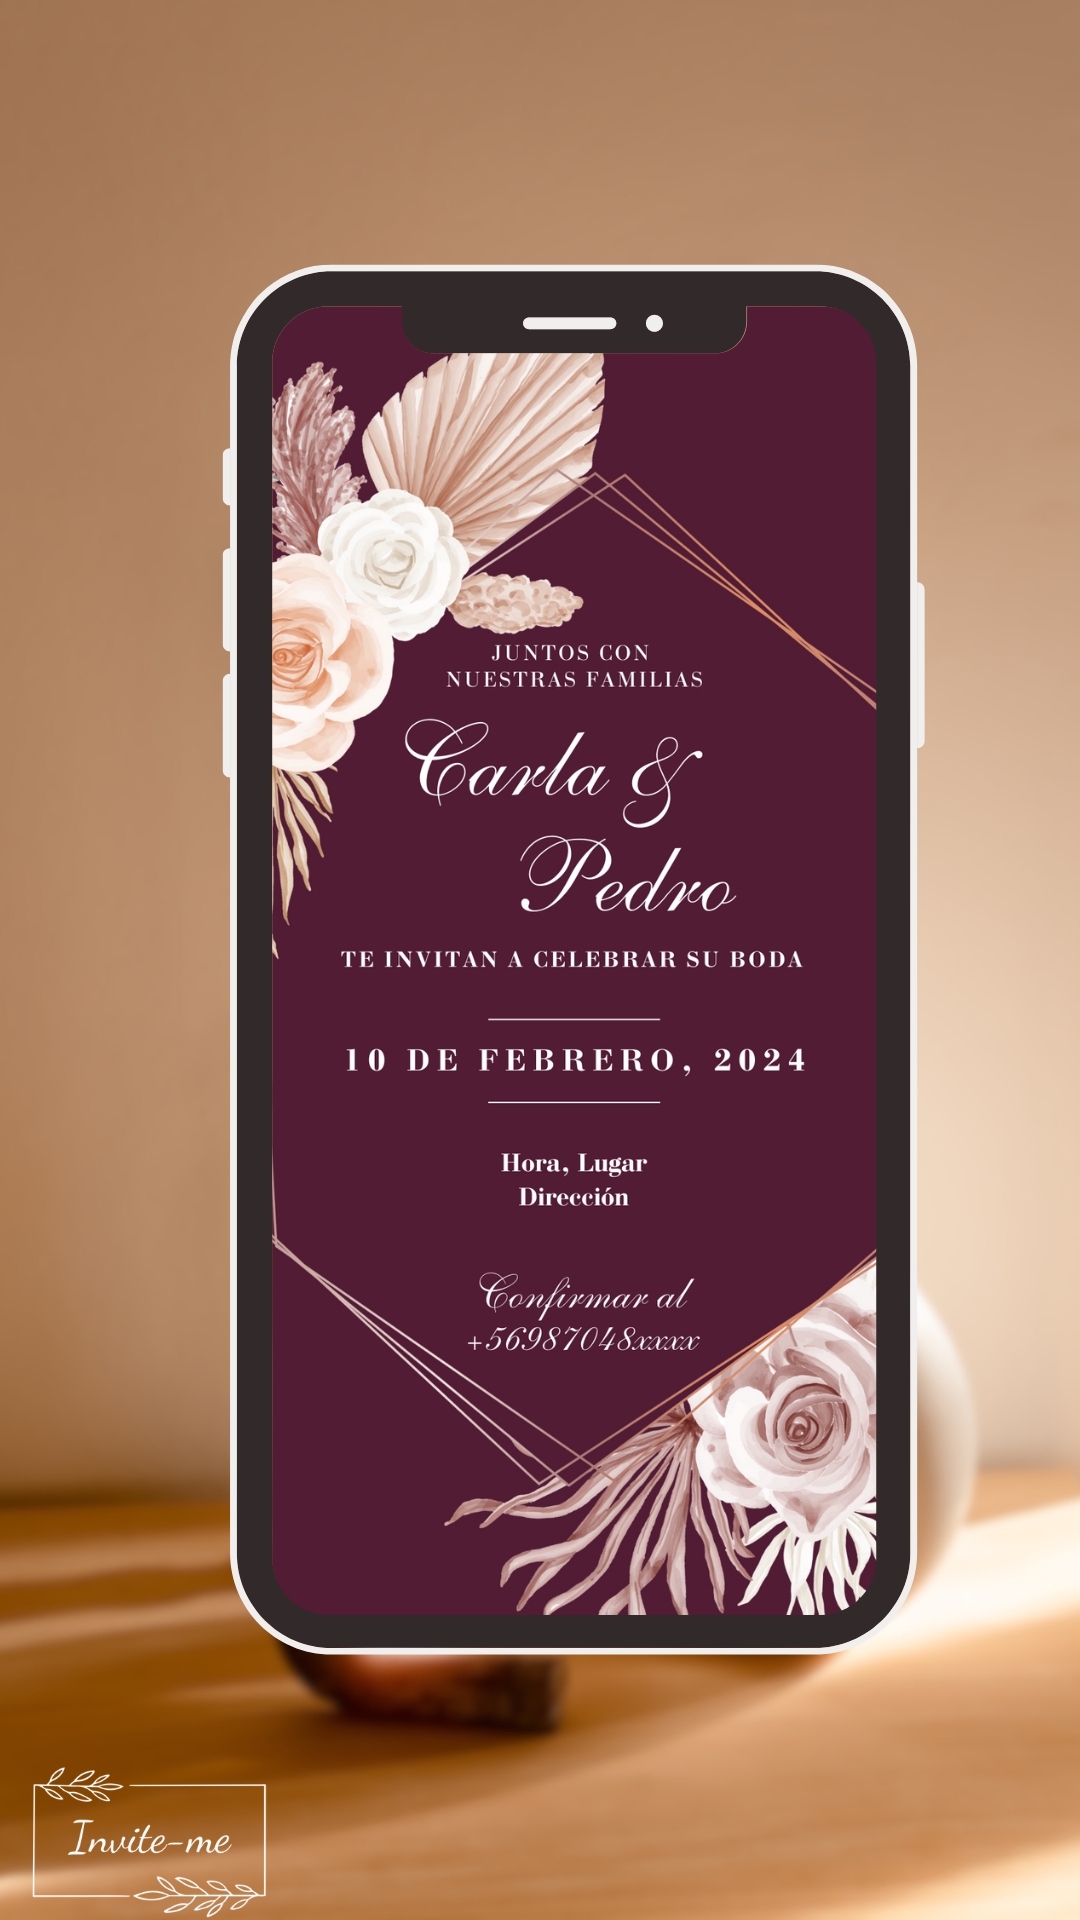 JUNTOS CON
NUESTRAS FAMILIAS
Carla &
Pedro
TE INVITAN A CELEBRAR SU BODA
10 DE FEBRERO, 2024
Hora, Lugar
Dirección
Confirmar al
+56987048xxxx
Invite-me